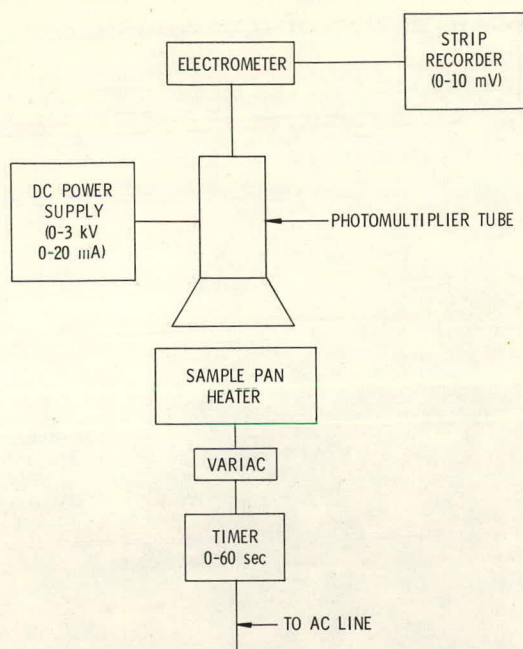 ELECTROMETER
STRIP
RECORDER
(0-10 mV)
DC POWER
SUPPLY
(0-3 kV
0-20 mA)
PHOTOMULTIPLIER TUBE
SAMPLE PAN
HEATER
VARIAC
TIMER
0-60 sec
TO AC LINE